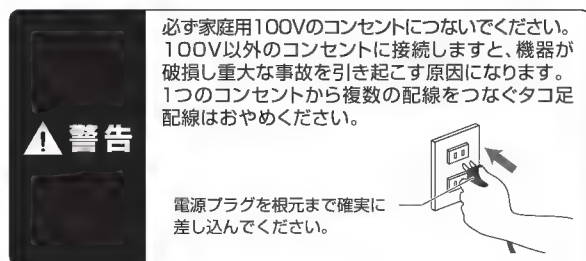 必ず家庭用100Vのコンセントにつないでください。
100V以外のコンセントに接続しますと、機器が
破損し重大な事故を引き起こす原因になります。
1つのコンセントから複数の配線をつなぐタコ足
配線はおやめください。
警告
電源プラグを根元まで確実に
差し込んでください。